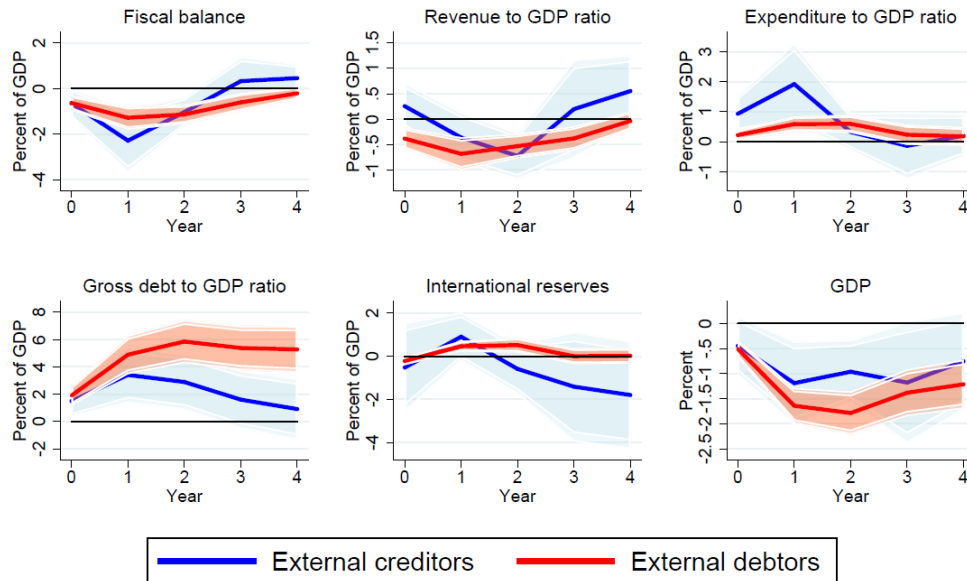 Fiscal balance
Percent of GDP
2
0
-2
-4
0 1 2 3 4
Year
Revenue to GDP ratio
Percent of GDP
1.5
1
.5
0
-.5
-1
0 1 2 3 4
Year
Expenditure to GDP ratio
Percent of GDP
3
2
1
0
-1
0 1 2 3 4
Year
Gross debt to GDP ratio
Percent of GDP
8
6
4
2
0
-2
0 1 2 3 4
Year
International reserves
Percent of GDP
2
0
-2
-4
0 1 2 3 4
Year
GDP
Percent
0
-.5
-1
-1.5
-2
-2.5
0 1 2 3 4
Year
External creditors
External debtors